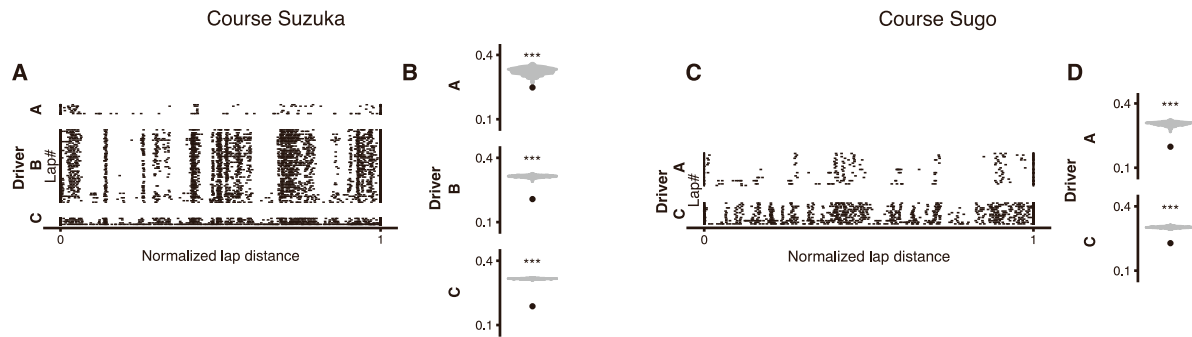 Course Suzuka
Course Sugo
A
A
B
C
Driver
Lap#
0
1
Normalized lap distance
B
0.4
***
A
0.1
0.4
***
Driver
B
0.1
0.4
***
C
0.1
C
A
C
Driver
Lap#
0
1
Normalized lap distance
D
0.4
***
A
0.1
Driver
0.4
***
C
0.1